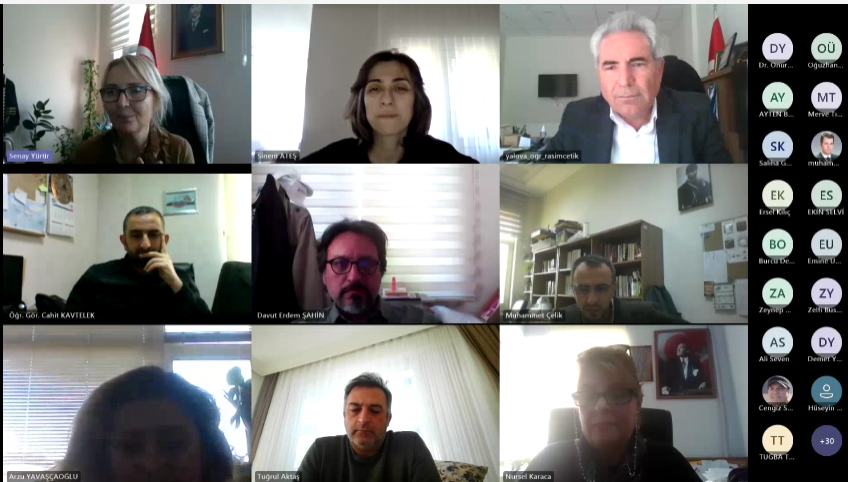 Senay Yürür
Sinem ATEŞ
yalova_ogr_rasimcetik
Öğr. Gör. Cahit KAVTELEK
Davut Erdem ŞAHİN
Muhammet Çelik
Arzu YAVAŞÇAOĞLU
Tuğrul Aktaş
Nursel Karaca
DY
OÜ
Dr. Onur...
Oğuzhan...
AY
MT
AYTEN B...
Merve Ti...
SK
Saliha G...
muham...
EK
ES
Ersel Kılıç
EKİN SELVİ
BO
EU
Burcu De...
Emine U...
ZA
ZY
Zeynep ...
AS
DY
Ali Seven
Demet Y...
Cengiz S...
Hüseyin ...
TT
+30
TUĞBA T...